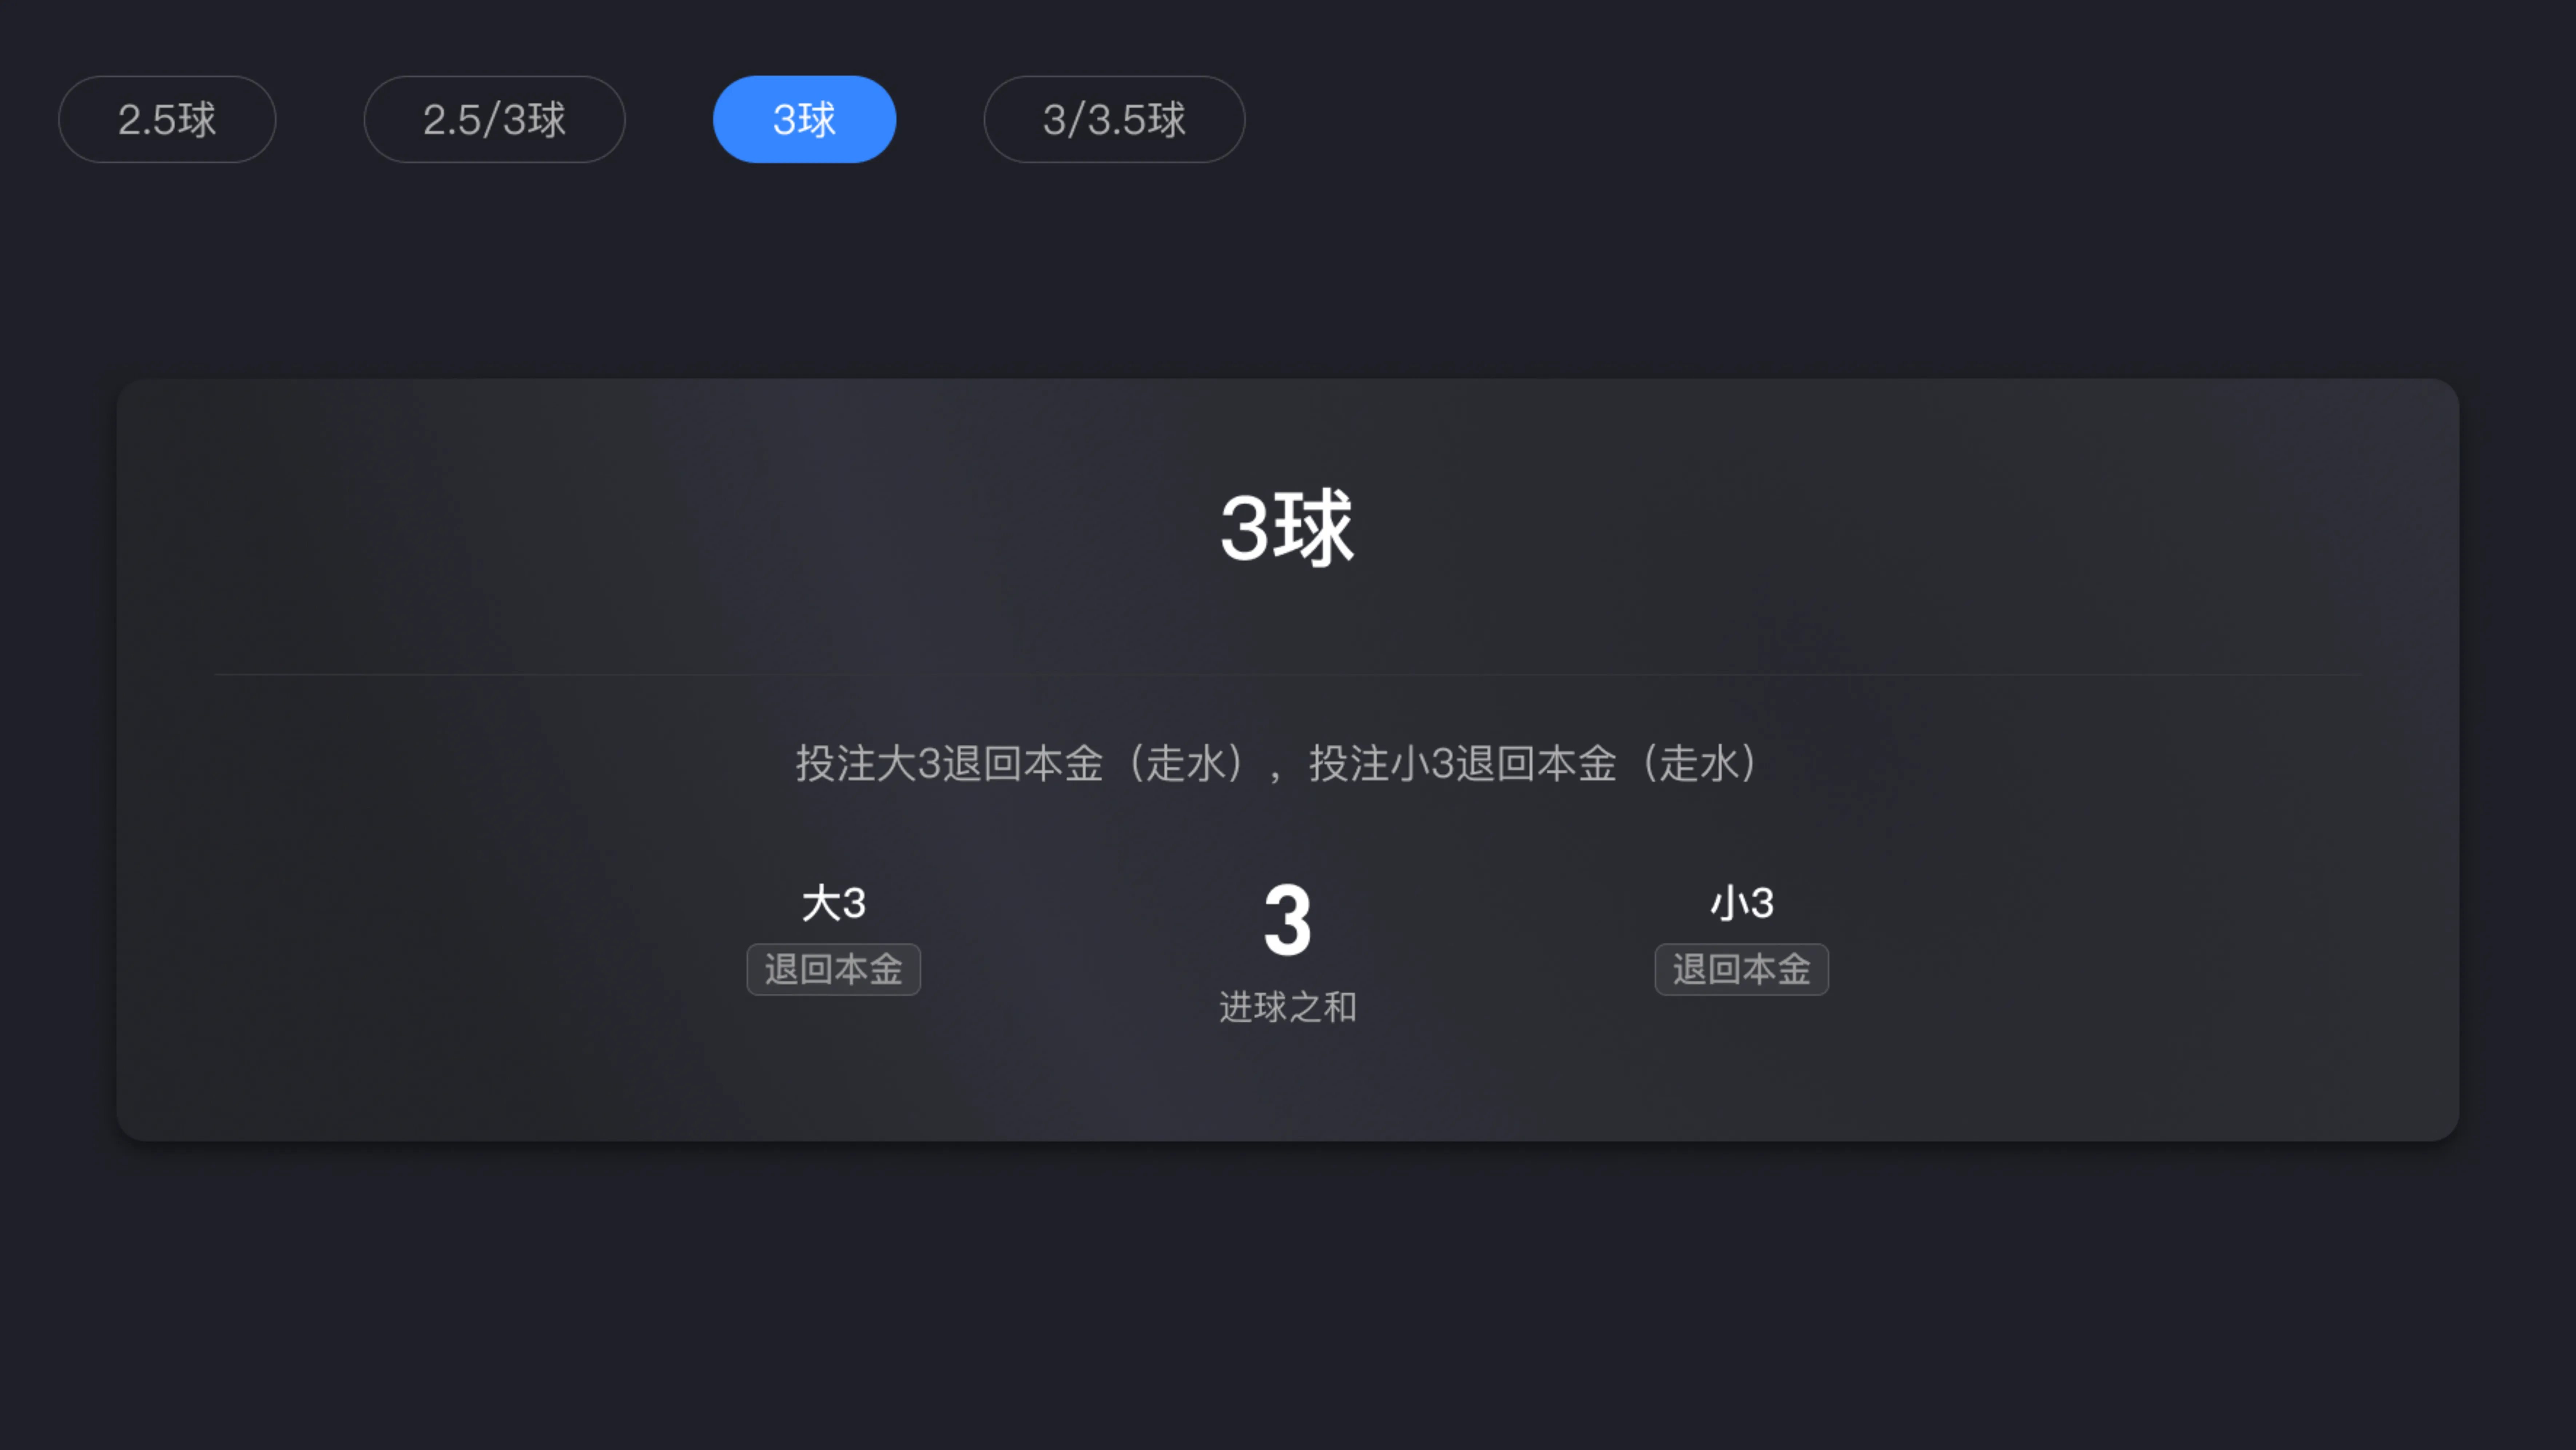 2.5球 2.5/3球 3球 3/3.5球
3球
投注大3退回本金（走水），投注小3退回本金（走水）
大3 3 小3
退回本金 退回本金
进球之和